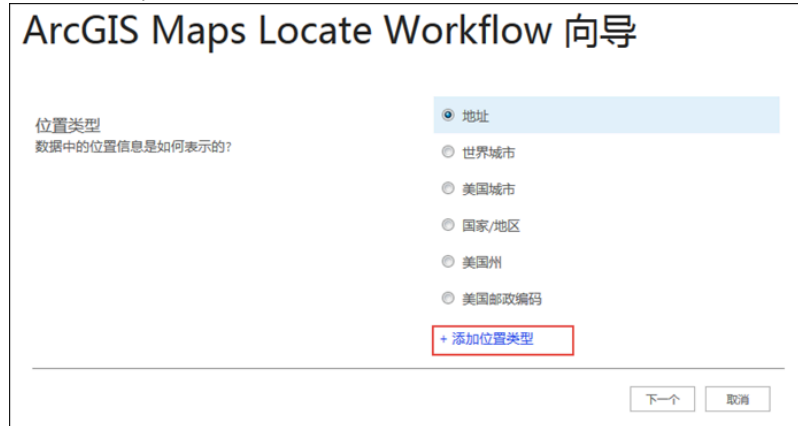 ArcGIS Maps Locate Workflow 向导
位置类型
数据中的位置信息是如何表示的?
地址
世界城市
美国城市
国家/地区
美国州
美国邮政编码
+ 添加位置类型
下一个
取消